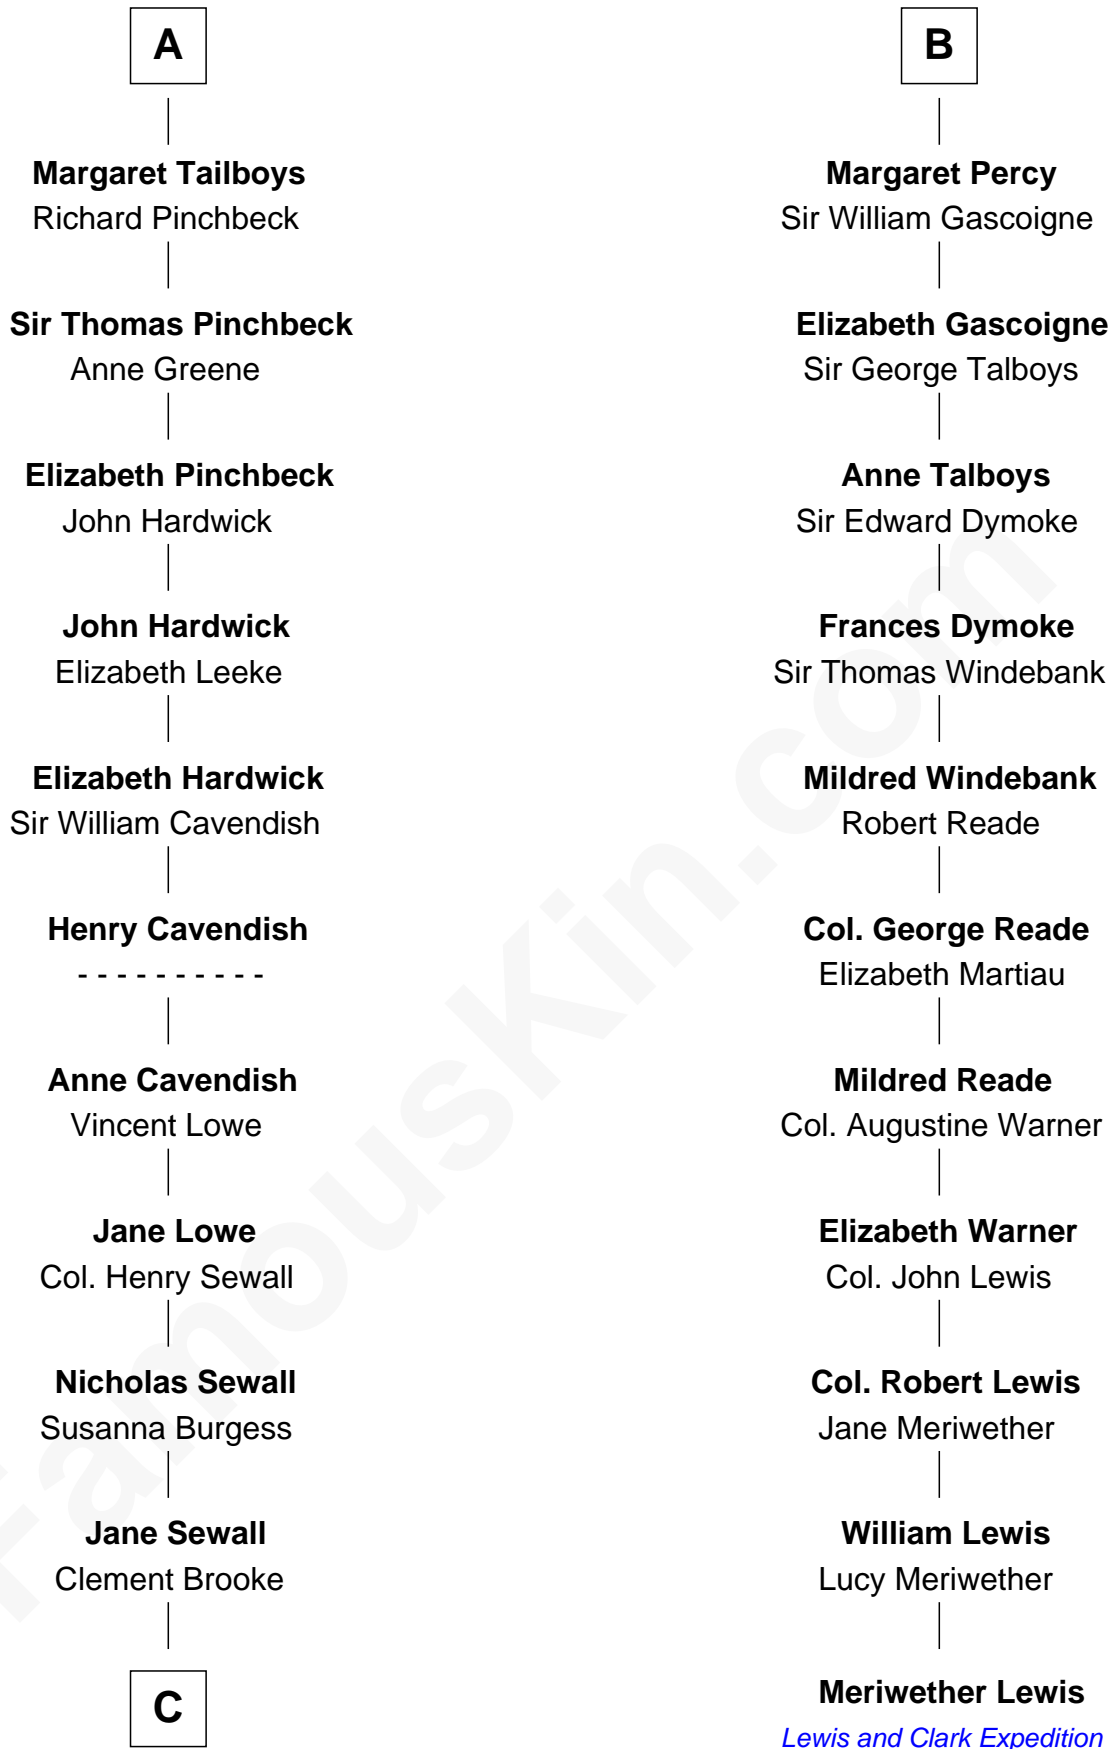 A
Margaret Tailboys
Richard Pinchbeck
Sir Thomas Pinchbeck
Anne Greene
Elizabeth Pinchbeck
John Hardwick
John Hardwick
Elizabeth Leeke
Elizabeth Hardwick
Sir William Cavendish
Henry Cavendish
- - - - - - - - - -
Anne Cavendish
Vincent Lowe
Jane Lowe
Col. Henry Sewall
Nicholas Sewall
Susanna Burgess
Jane Sewall
Clement Brooke
C
B
Margaret Percy
Sir William Gascoigne
Elizabeth Gascoigne
Sir George Talboys
Anne Talboys
Sir Edward Dymoke
Frances Dymoke
Sir Thomas Windebank
Mildred Windebank
Robert Reade
Col. George Reade
Elizabeth Martiau
Mildred Reade
Col. Augustine Warner
Elizabeth Warner
Col. John Lewis
Col. Robert Lewis
Jane Meriwether
William Lewis
Lucy Meriwether
Meriwether Lewis
Lewis and Clark Expedition
FamousKin.com